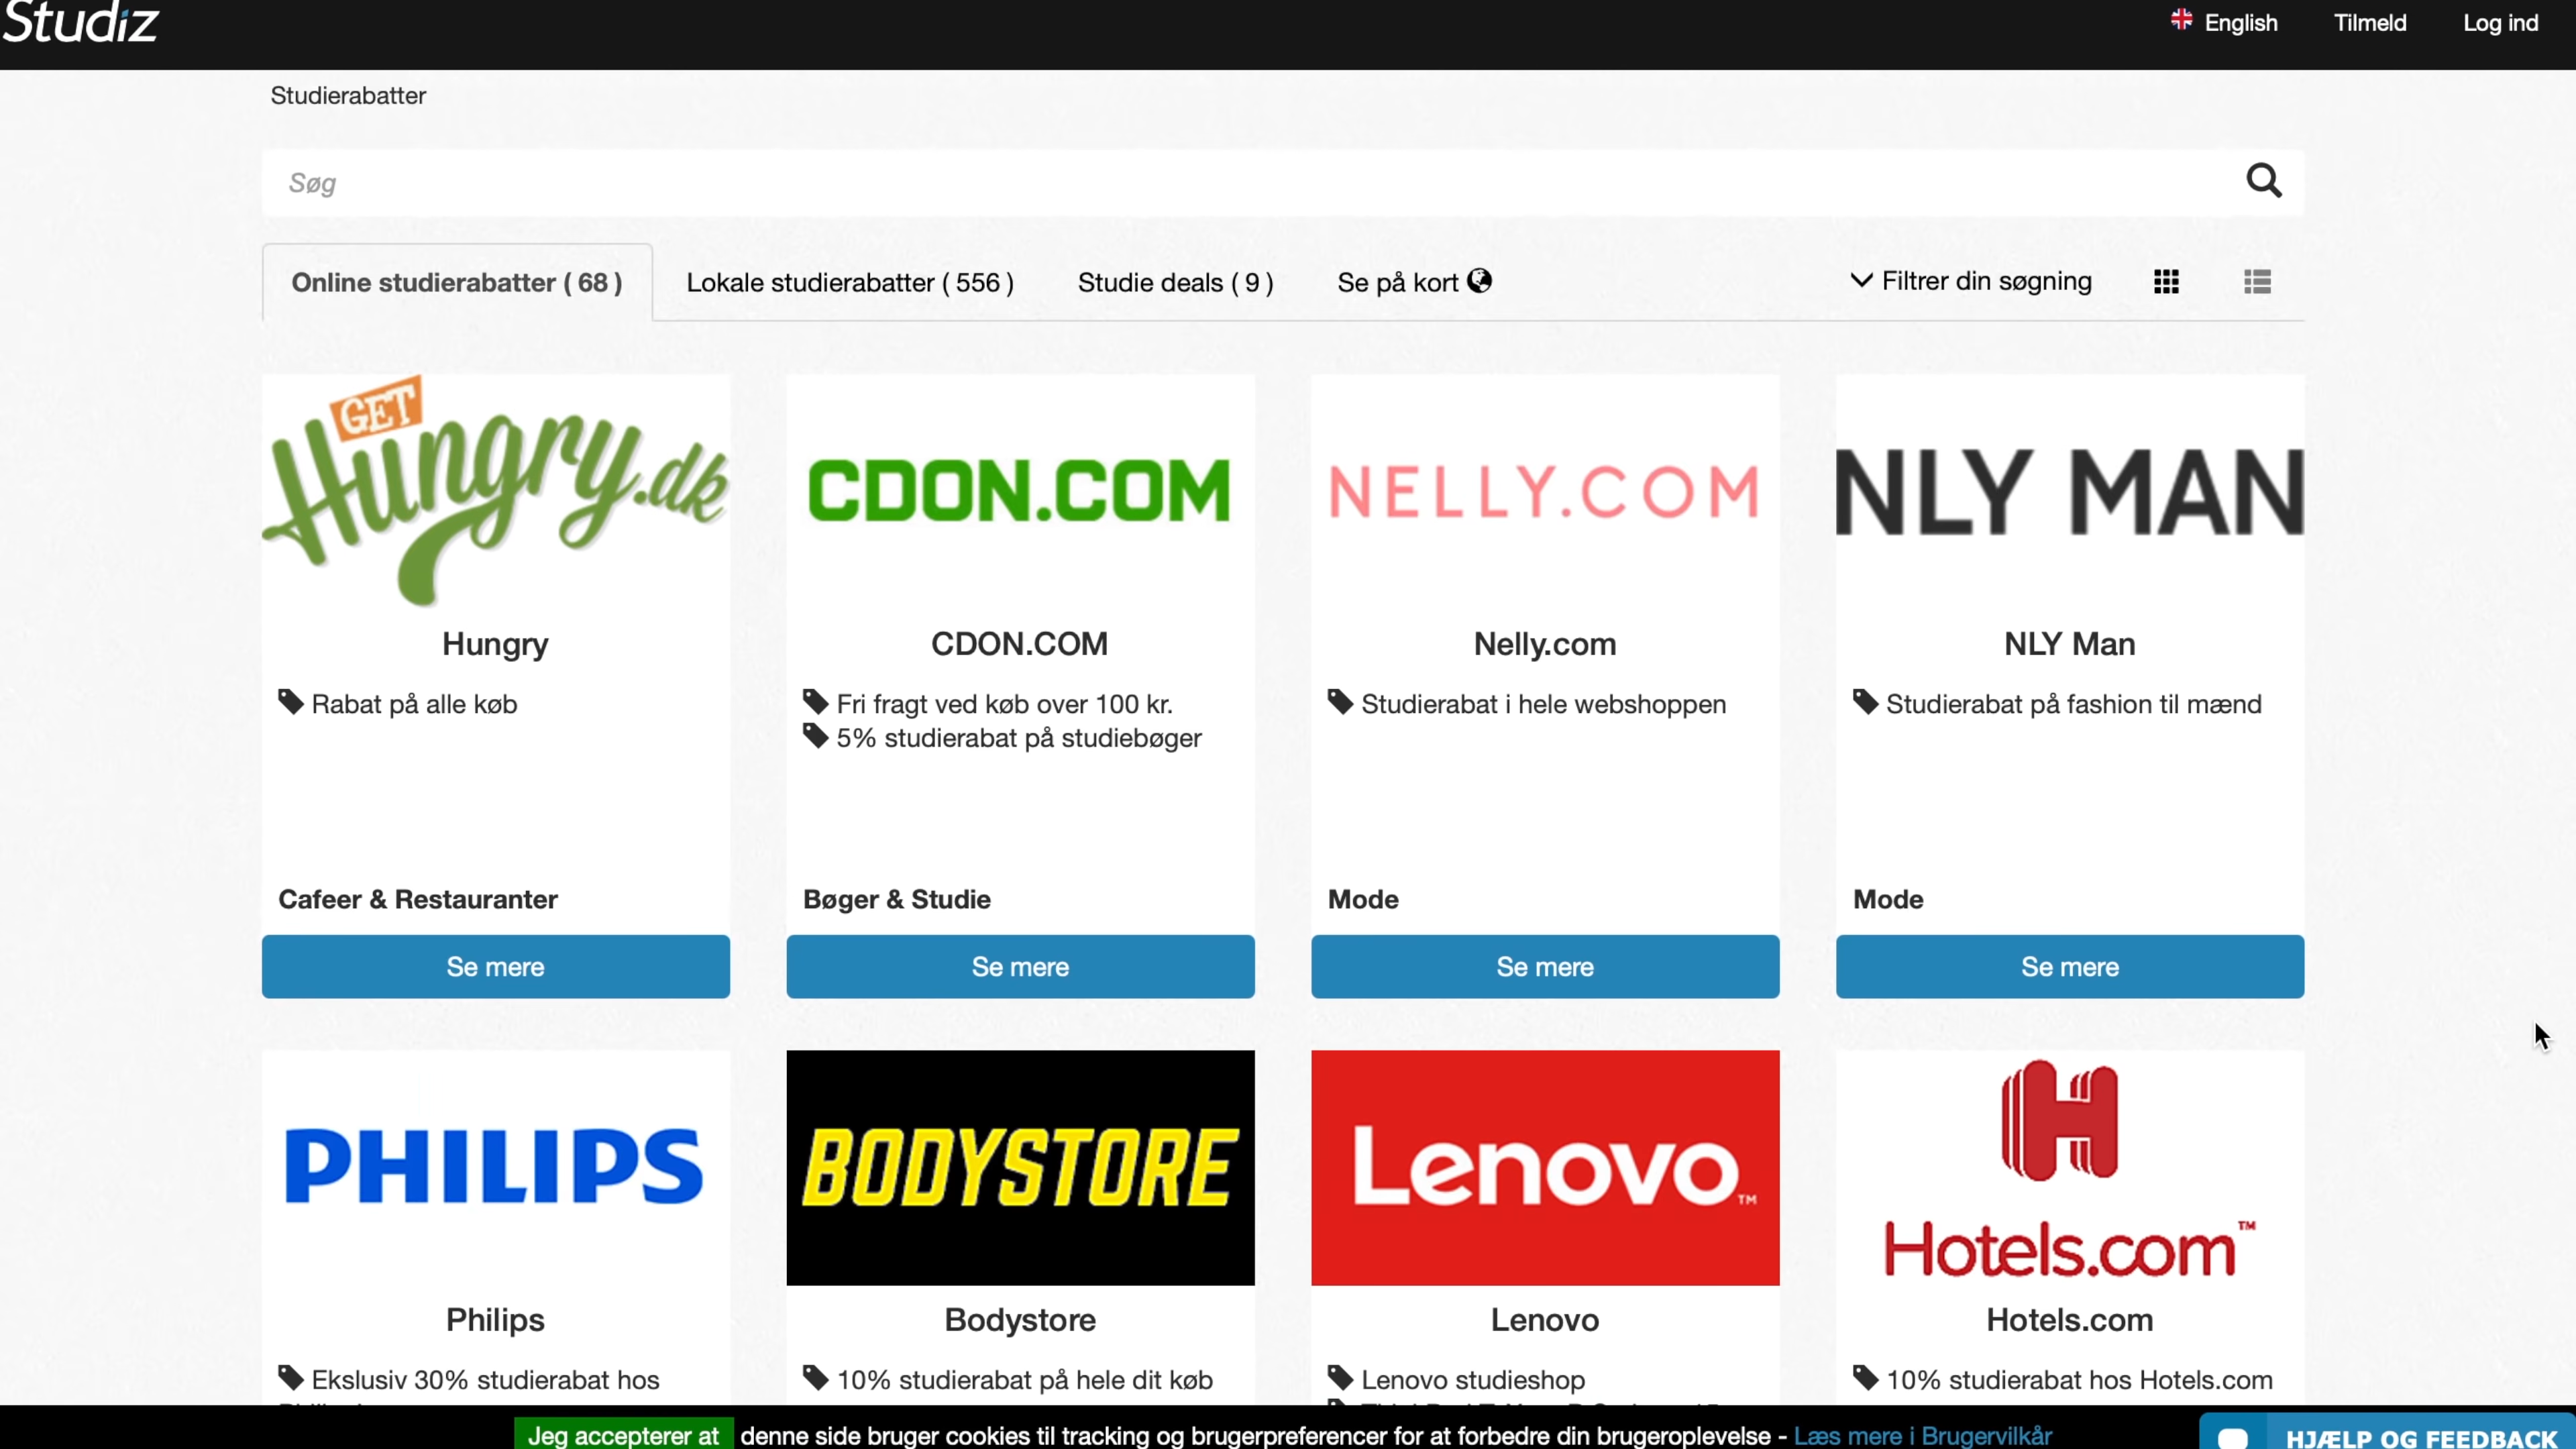 Studiz
English
Tilmeld
Log ind
Studierabatter
Søg
Online studierabatter ( 68 )
Lokale studierabatter ( 556 )
Studie deals ( 9 )
Se på kort
Filtrer din søgning
GET
Hungry.dk
CDON.COM
NELLY.COM
NLY MAN
Hungry
CDON.COM
Nelly.com
NLY Man
Rabat på alle køb
Fri fragt ved køb over 100 kr.
5% studierabat på studiebøger
Studierabat i hele webshoppen
Studierabat på fashion til mænd
Cafeer & Restauranter
Bøger & Studie
Mode
Mode
Se mere
Se mere
Se mere
Se mere
PHILIPS
BODYSTORE
Lenovo™
H
Hotels.com™
Philips
Bodystore
Lenovo
Hotels.com
Ekslusiv 30% studierabat hos
10% studierabat på hele dit køb
Lenovo studieshop
10% studierabat hos Hotels.com
Jeg accepterer at denne side bruger cookies til tracking og brugerpreferencer for at forbedre din brugeroplevelse - Læs mere i Brugervilkår
HJÆLP OG FEEDBACK